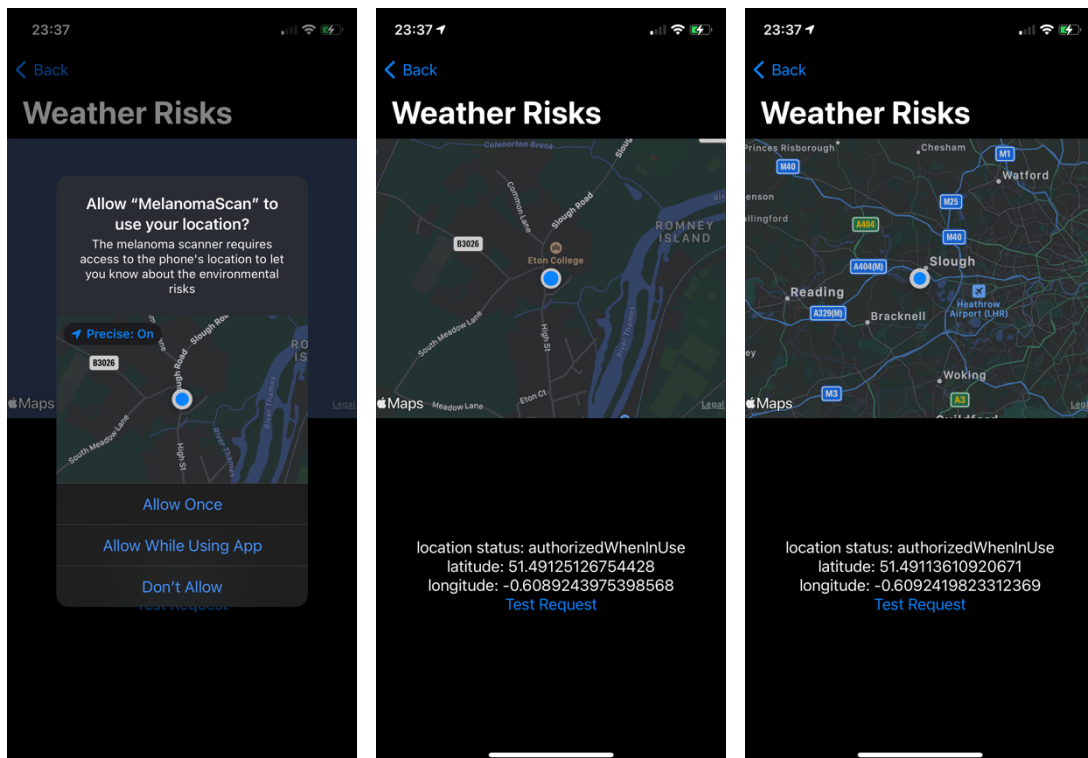 23:37
Back
Weather Risks
Allow “MelanomaScan” to
use your location?
The melanoma scanner requires
access to the phone's location to let
you know about the environmental
risks
Precise: On
B3026
Slough Road
South Meadow Lane
High St
River Thames
River Thames
Maps
Legal
Allow Once
Allow While Using App
Don’t Allow
Test Request
23:37
Back
Weather Risks
Colenorton Brook
Common Lane
Slough Road
ROMNEY
ISLAND
B3026
Eton College
South Meadow Lane
High St
River Thames
Eton Ct
Meadow Lane
Maps
Legal
location status: authorizedWhenInUse
latitude: 51.49125126754428
longitude: -0.6089243975398568
Test Request
23:37
Back
Weather Risks
Princes Risborough
Chesham
M1
M40
Watford
M25
A404
M40
Slough
A404(M)
Reading
Heathrow
Airport (LHR)
A329(M)
Bracknell
Woking
M3
A3
Maps
location status: authorizedWhenInUse
latitude: 51.49113610920671
longitude: -0.6092419823312369
Test Request